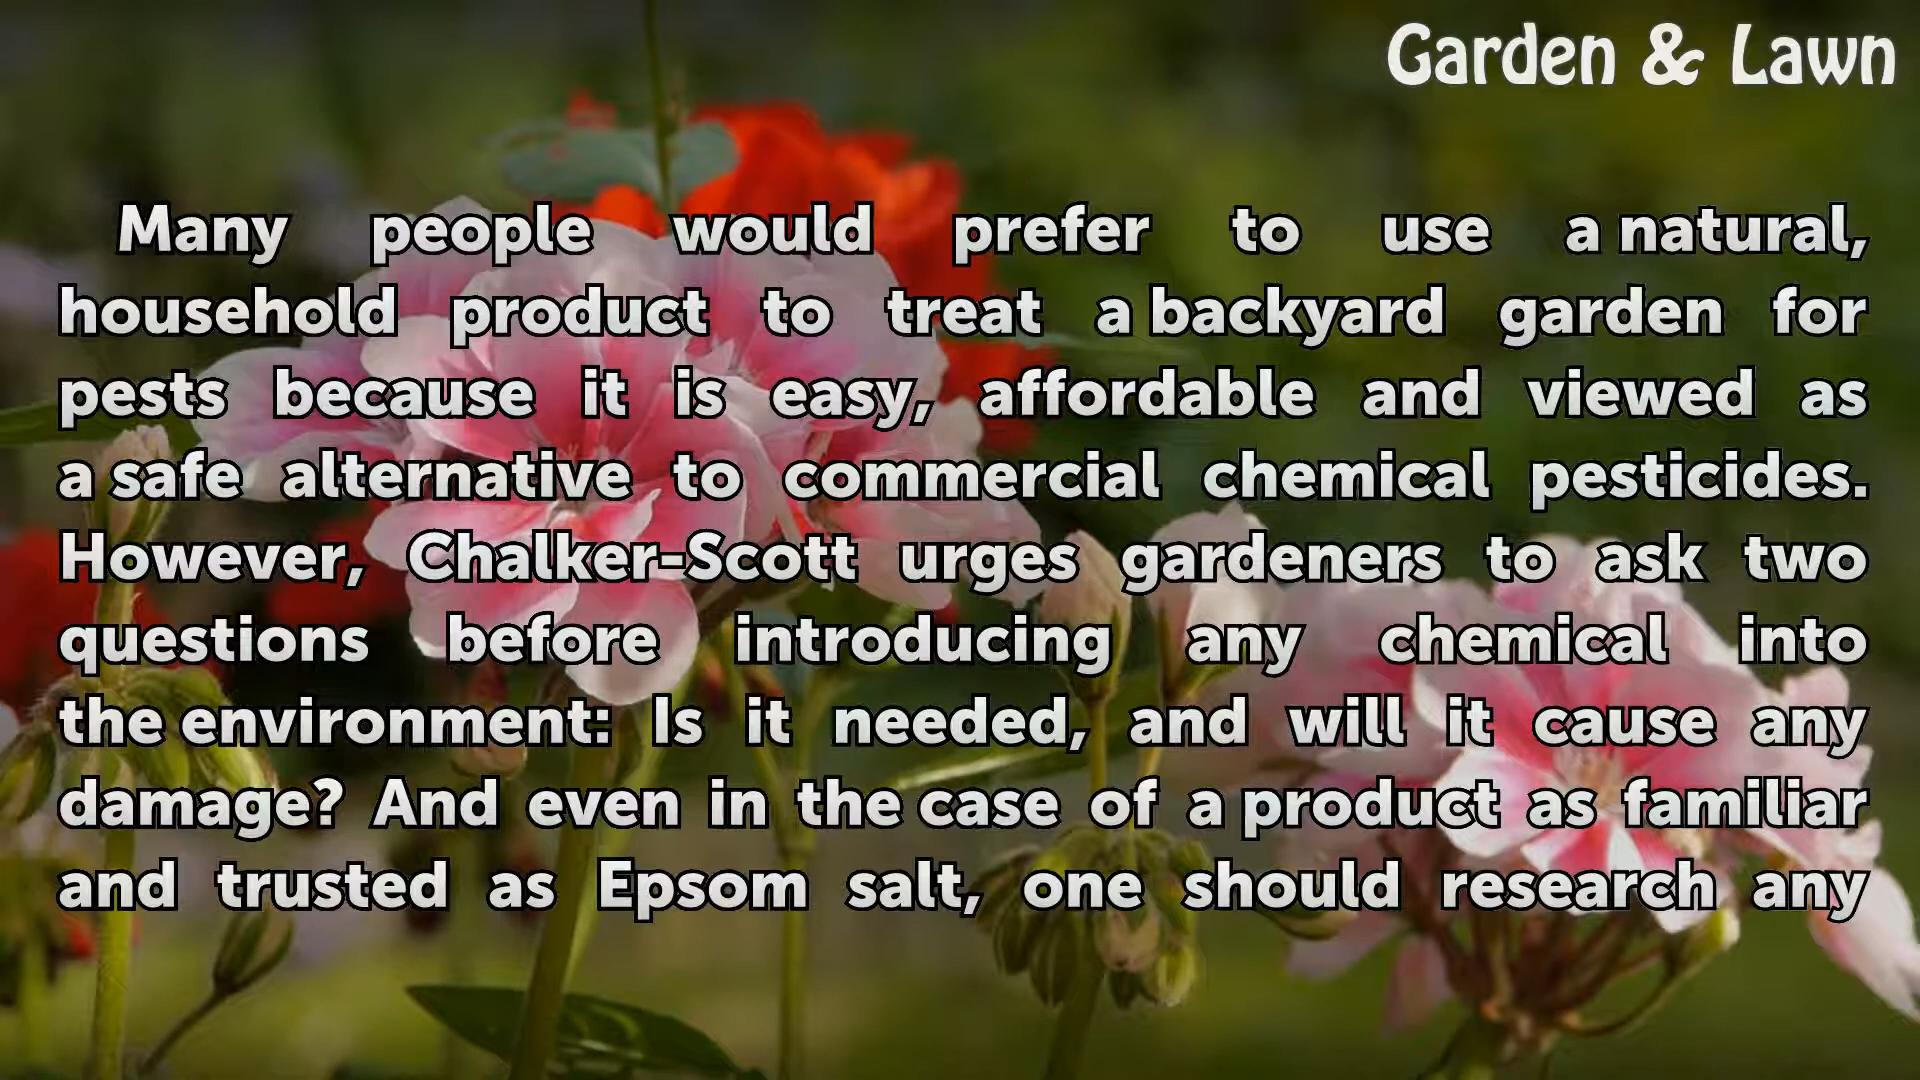 Garden & Lawn
Many people would prefer to use a natural,
household product to treat a backyard garden for
pests because it is easy, affordable and viewed as
a safe alternative to commercial chemical pesticides.
However, Chalker-Scott urges gardeners to ask two
questions before introducing any chemical into
the environment: Is it needed, and will it cause any
damage? And even in the case of a product as familiar
and trusted as Epsom salt, one should research any